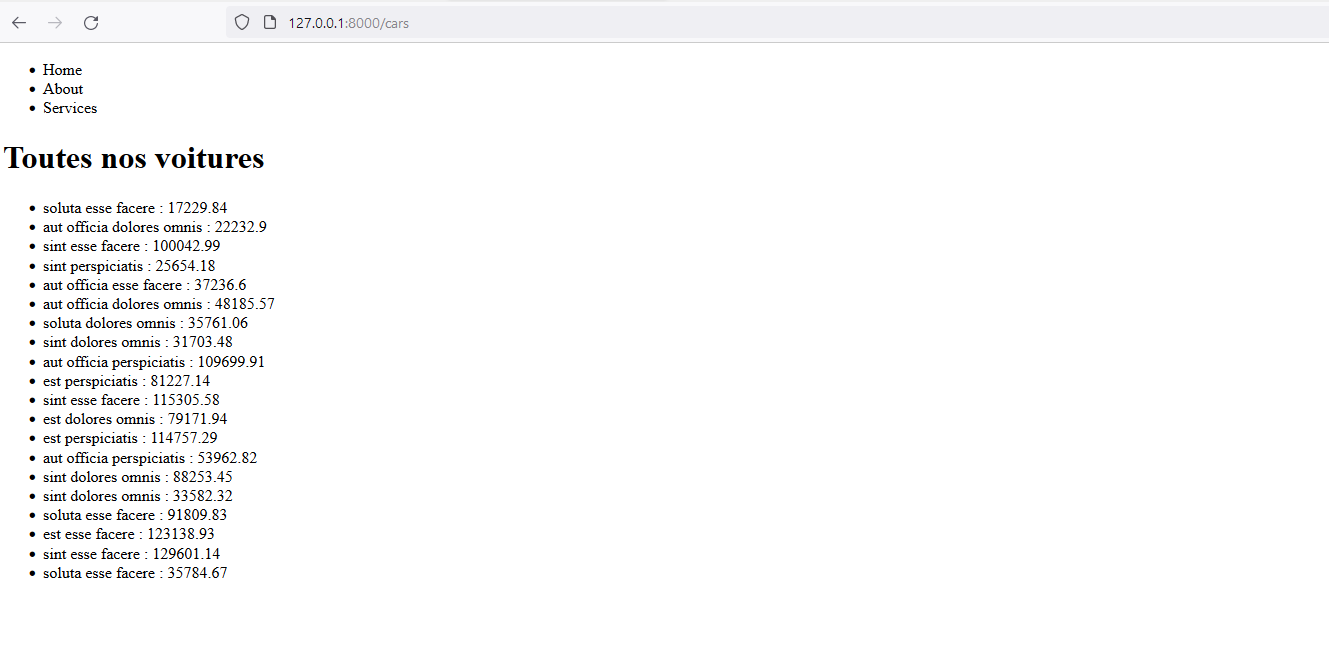 127.0.0.1:8000/cars
Home
About
Services
Toutes nos voitures
soluta esse facere : 17229.84
aut officia dolores omnis : 22232.9
sint esse facere : 100042.99
sint perspiciatis : 25654.18
aut officia esse facere : 37236.6
aut officia dolores omnis : 48185.57
soluta dolores omnis : 35761.06
sint dolores omnis : 31703.48
aut officia perspiciatis : 109699.91
est perspiciatis : 81227.14
sint esse facere : 115305.58
est dolores omnis : 79171.94
est perspiciatis : 114757.29
aut officia perspiciatis : 53962.82
sint dolores omnis : 88253.45
sint dolores omnis : 33582.32
soluta esse facere : 91809.83
est esse facere : 123138.93
sint esse facere : 129601.14
soluta esse facere : 35784.67